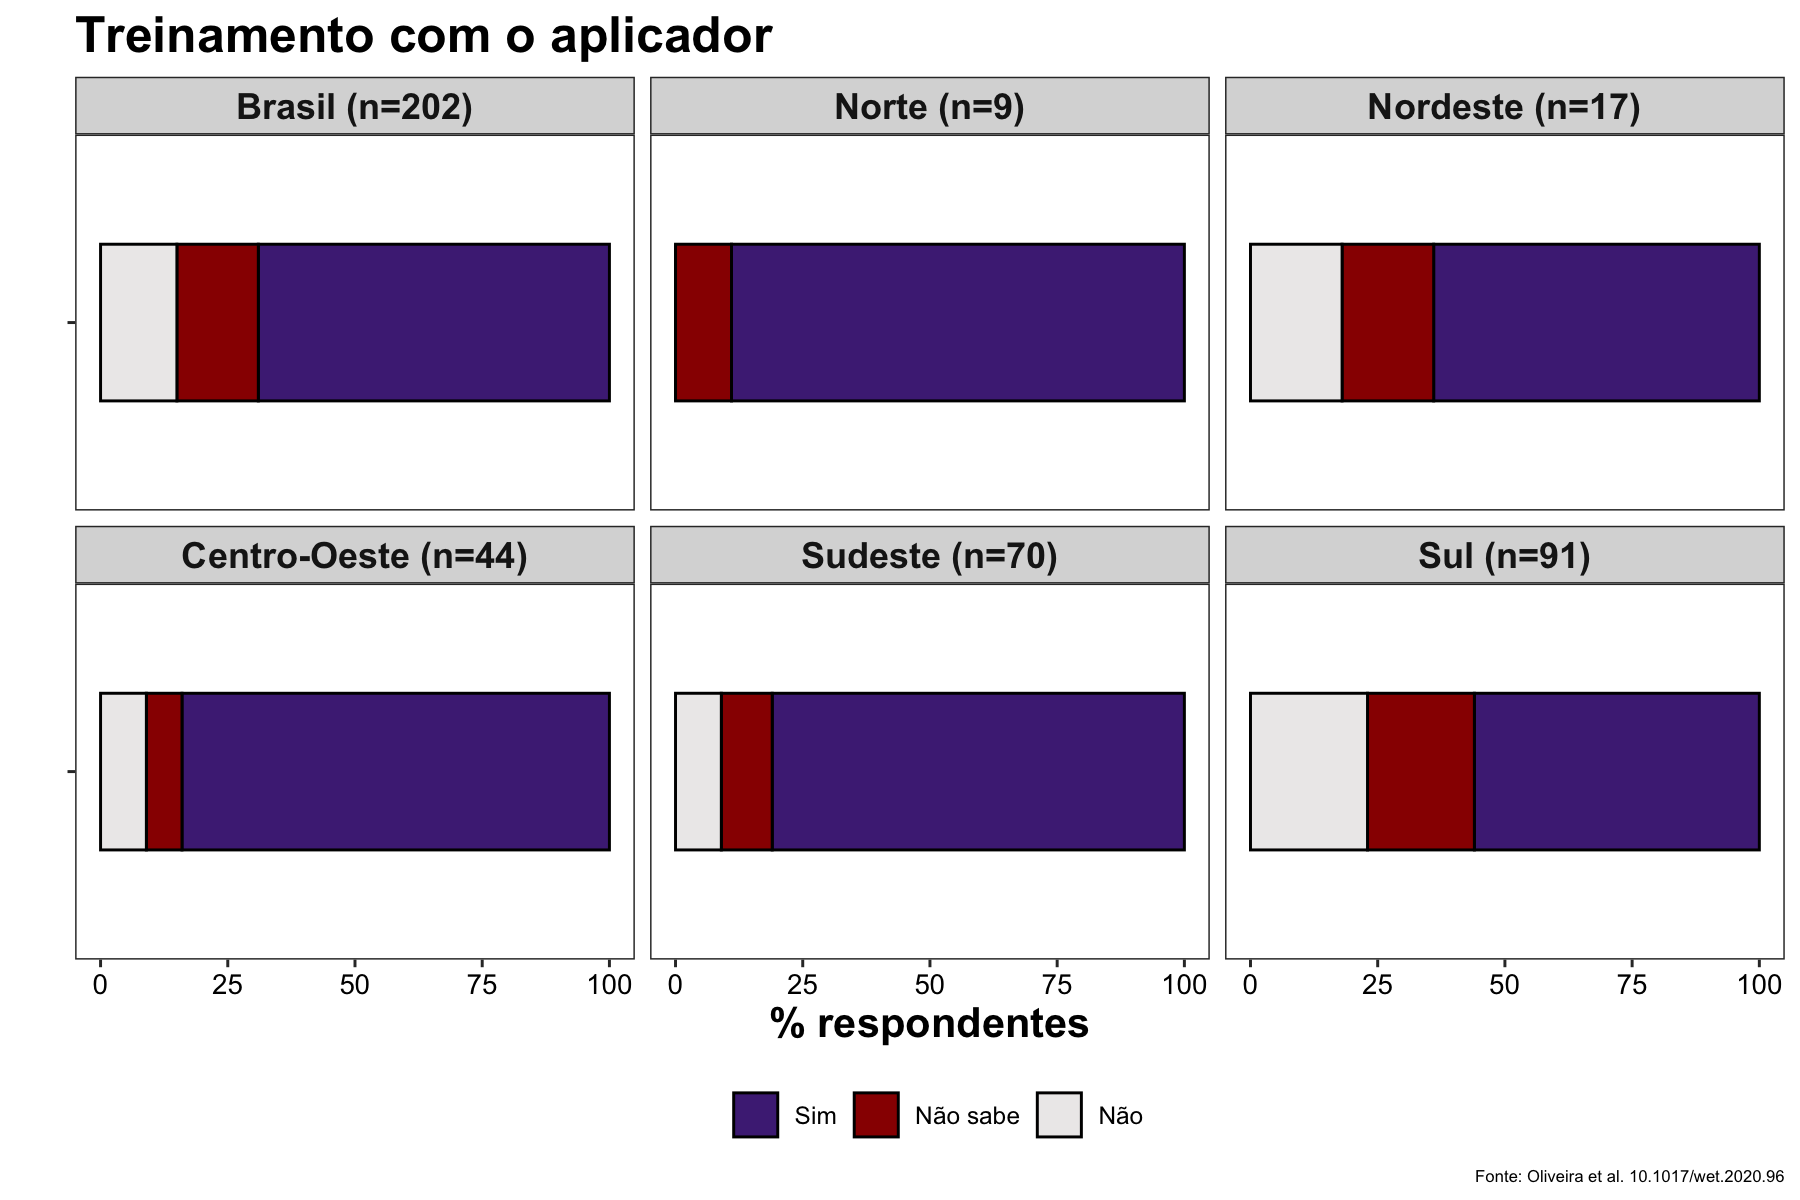 Treinamento com o aplicador
Brasil (n=202)
Norte (n=9)
Nordeste (n=17)
Centro-Oeste (n=44)
Sudeste (n=70)
Sul (n=91)
0 25 50 75 100
0 25 50 75 100
0 25 50 75 100
% respondentes
Sim
Não sabe
Não
Fonte: Oliveira et al. 10.1017/wet.2020.96